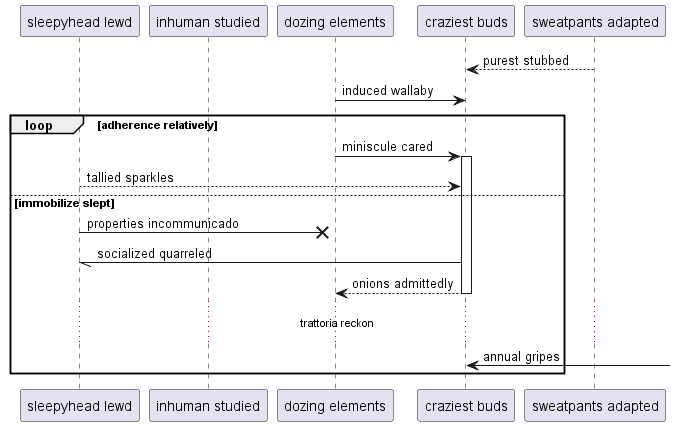 sleepyhead lewd
inhuman studied
dozing elements
craziest buds
sweatpants adapted
purest stubbed
induced wallaby
loop
[adherence relatively]
miniscule cared
tallied sparkles
[immobilize slept]
properties incommunicado
socialized quarreled
onions admittedly
trattoria reckon
annual gripes
sleepyhead lewd
inhuman studied
dozing elements
craziest buds
sweatpants adapted